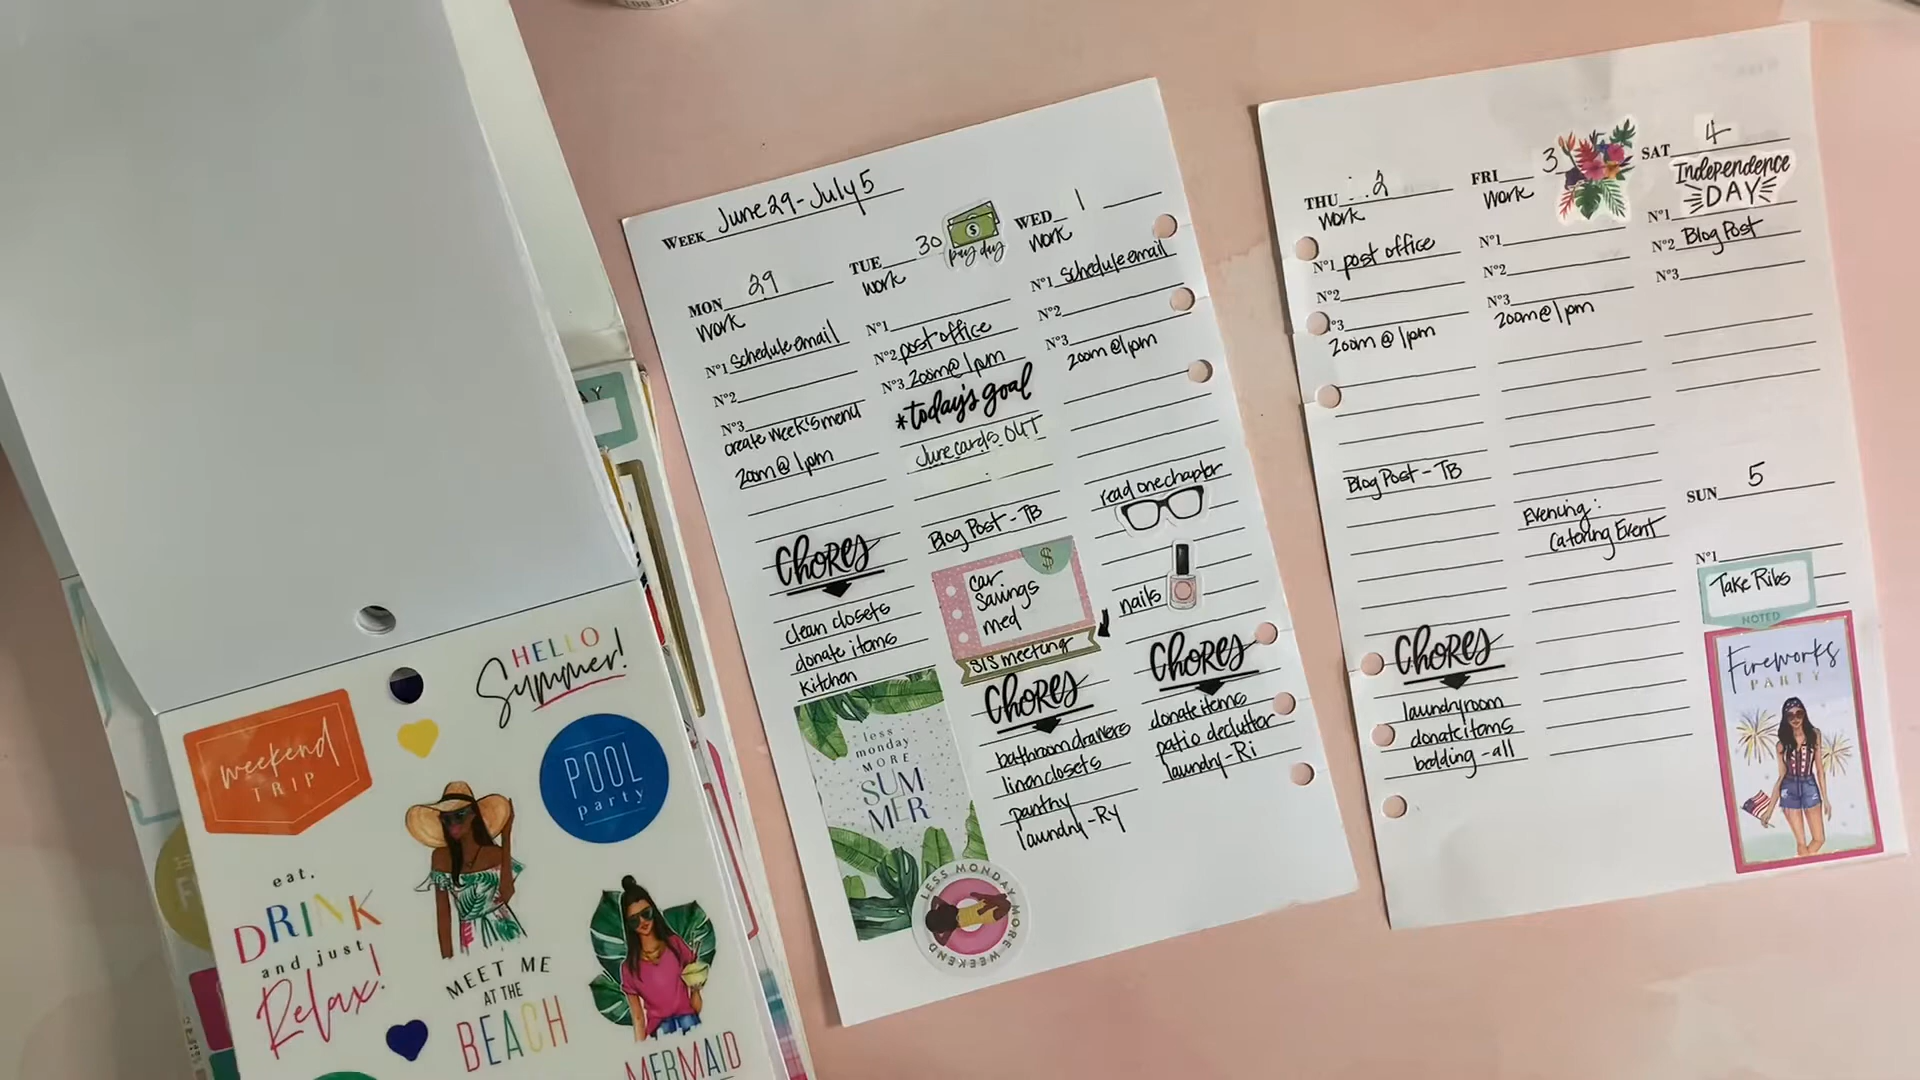 WEEK June 29 - July 5
MON 29
work
Nº1 Schedule email
Nº2
Nº3
create week's menu
zoom @ 1pm
CHORES
clean closets
donate items
Kitchen
less
monday
MORE
SUM
MER
TUE 30
pay day
work
Nº1
Nº2 post office
Nº3 zoom @ 1pm
*today's goal
June cards OUT
Blog Post - TB
$
car
savings
med
SIS meeting
CHORES
bathroom drawers
linen closets
pantry
laundry - Ry
LESS MONDAY MORE WEEKEND
WED 1
work
Nº1 Schedule email
Nº2
Nº3
zoom @ 1pm
read one chapter
nails
CHORES
donate items
patio declutter
laundry - Ri
THU 2
work
Nº1 post office
Nº2
Nº3
zoom @ 1pm
Blog Post - TB
CHORES
laundry room
donate items
bedding - all
FRI 3
work
Nº1
Nº2
Nº3
zoom @ 1pm
Evening:
Catering Event
SAT 4
Independence
DAY
Nº1
Nº2 Blog Post
Nº3
SUN 5
Nº1
Take Ribs
NOTED
Fireworks
PARTY
HELLO
Summer!
weekend
TRIP
POOL
party
eat.
DRINK
and just
Relax!
MEET ME
AT THE
BEACH
MERMAID